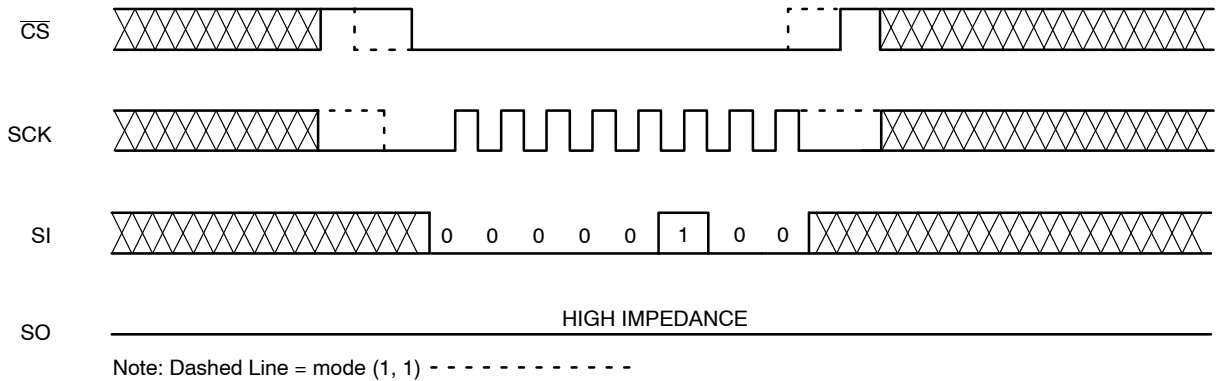 CS
SCK
SI 0 0 0 0 0 1 0 0
HIGH IMPEDANCE
SO
Note: Dashed Line = mode (1, 1)